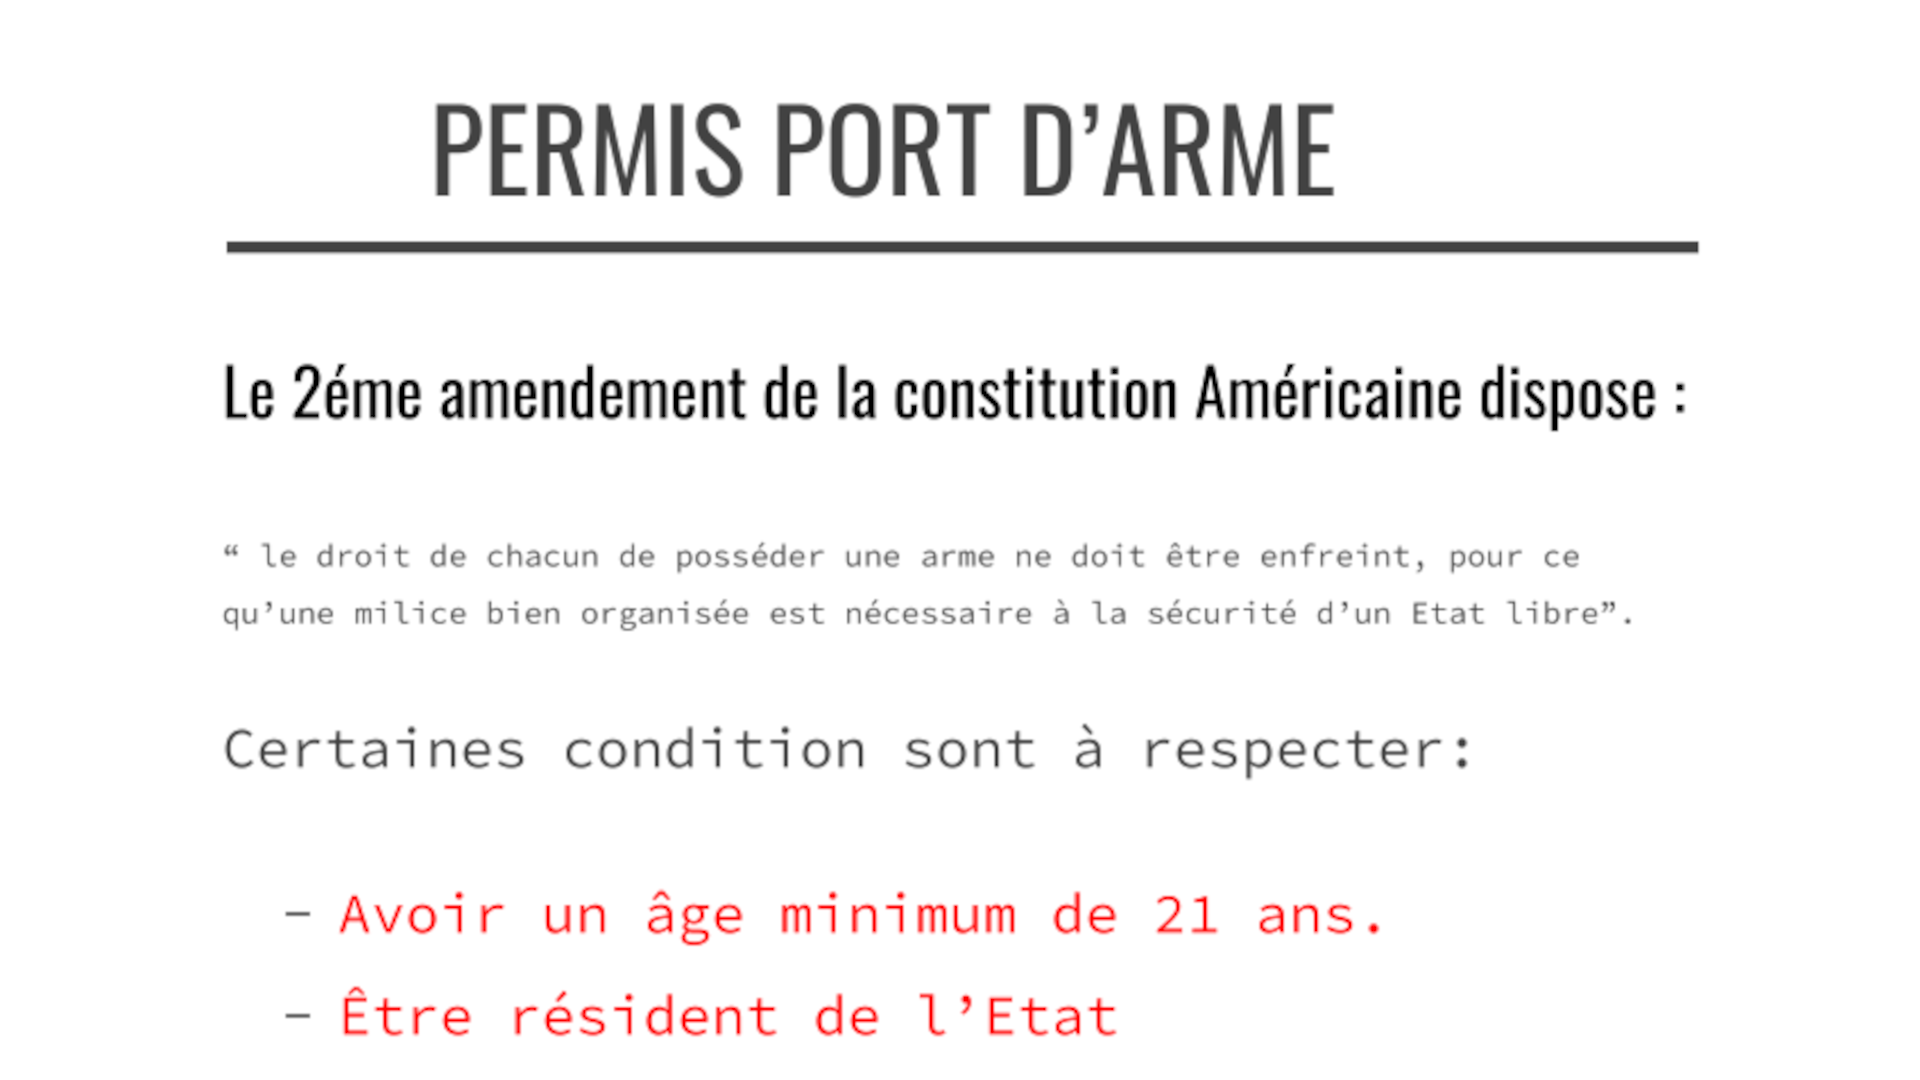 PERMIS PORT D’ARME
Le 2éme amendement de la constitution Américaine dispose :
“ le droit de chacun de posséder une arme ne doit être enfreint, pour ce
qu’une milice bien organisée est nécessaire à la sécurité d’un Etat libre”.
Certaines condition sont à respecter:
– Avoir un âge minimum de 21 ans.
– Être résident de l’Etat